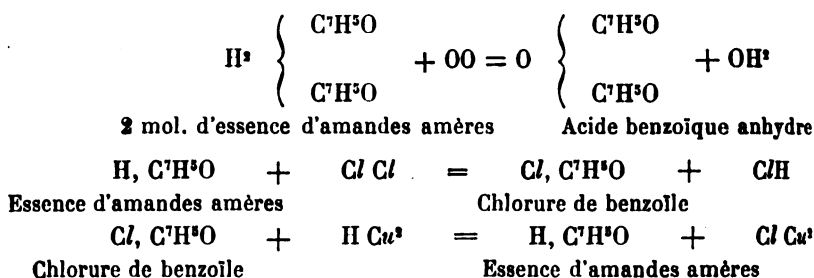 C⁷H⁵O C⁷H⁵O
H² { + OO = O { + OH²
C⁷H⁵O C⁷H⁵O
2 mol. d'essence d'amandes amères Acide benzoïque anhydre
H, C⁷H⁵O + Cl Cl = Cl, C⁷H⁵O + ClH
Essence d'amandes amères Chlorure de benzoïle
Cl, C⁷H⁵O + H Cu² = H, C⁷H⁵O + Cl Cu²
Chlorure de benzoïle Essence d'amandes amères